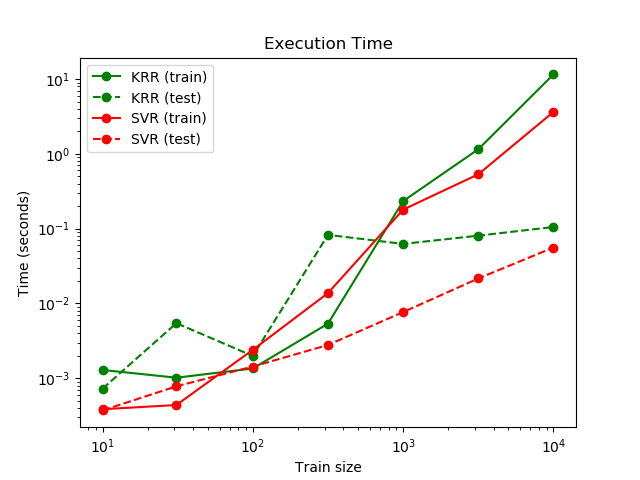 Execution Time
KRR (train)
KRR (test)
SVR (train)
SVR (test)
10¹
10⁰
10⁻¹
10⁻²
10⁻³
Time (seconds)
10¹ 10² 10³ 10⁴
Train size